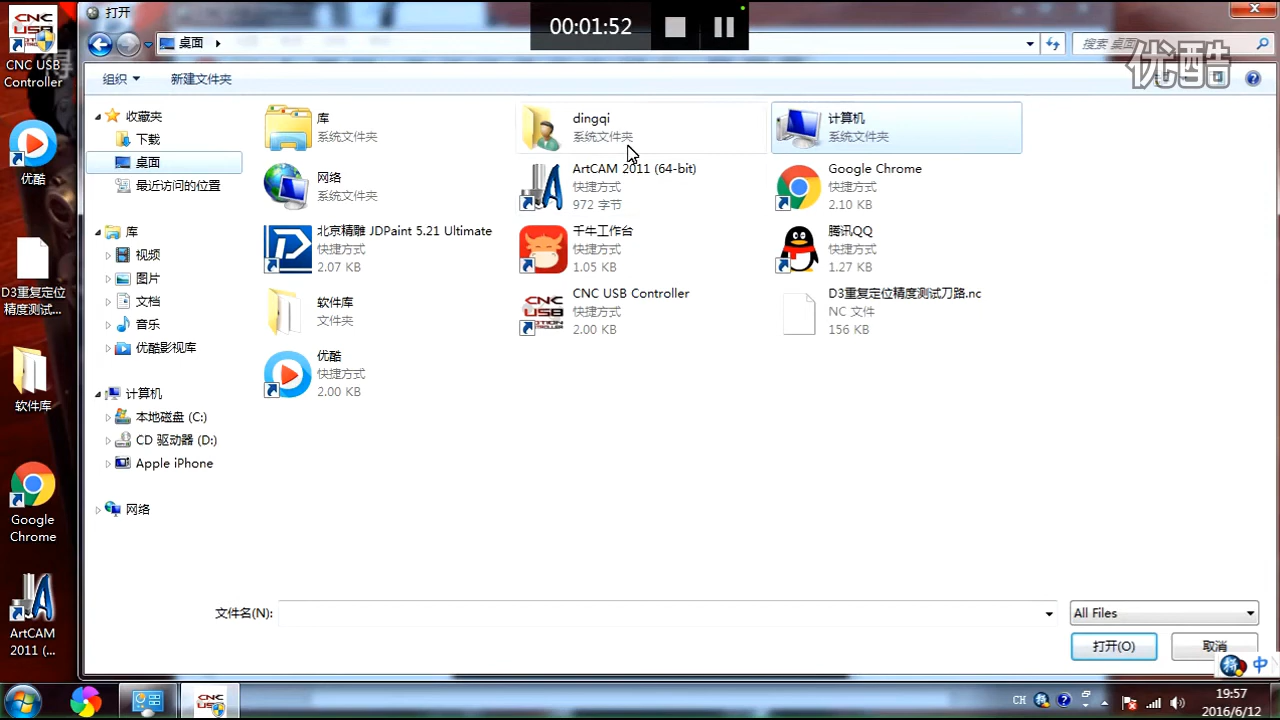 CNC USB Controller
打开
00:01:52
桌面
搜索 桌面
优酷
组织
新建文件夹
收藏夹
下载
桌面
最近访问的位置
库
视频
图片
文档
音乐
优酷影视库
计算机
本地磁盘 (C:)
CD 驱动器 (D:)
Apple iPhone
网络
库
系统文件夹
dingqi
系统文件夹
计算机
系统文件夹
网络
系统文件夹
ArtCAM 2011 (64-bit)
快捷方式
972 字节
Google Chrome
快捷方式
2.10 KB
北京精雕 JDPaint 5.21 Ultimate
快捷方式
2.07 KB
千牛工作台
快捷方式
1.05 KB
腾讯QQ
快捷方式
1.27 KB
软件库
文件夹
CNC USB Controller
快捷方式
2.00 KB
D3重复定位精度测试刀路.nc
NC 文件
156 KB
优酷
快捷方式
2.00 KB
优酷
D3重复定位
精度测试...
软件库
Google
Chrome
ArtCAM
2011 (...
文件名(N):
All Files
打开(O)
取消
中
CH
19:57
2016/6/12